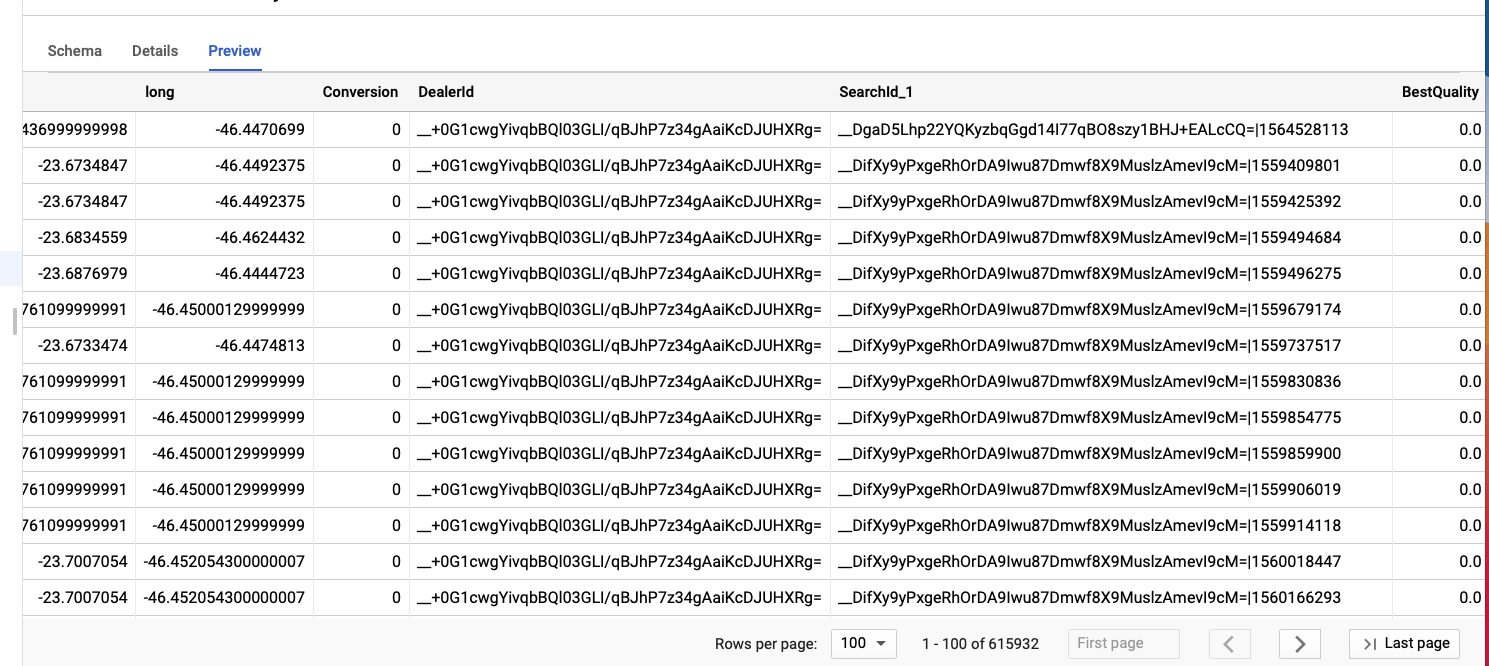 Schema Details Preview
long Conversion DealerId SearchId_1 BestQuality
436999999998 -46.4470699 0 __+0G1cwgYivqbBQl03GLI/qBJhP7z34gAaiKcDJUHXRg= __DgaD5Lhp22YQKyzbqGgd14I77qBO8szy1BHJ+EALcCQ=|1564528113 0.0
-23.6734847 -46.4492375 0 __+0G1cwgYivqbBQl03GLI/qBJhP7z34gAaiKcDJUHXRg= __DifXy9yPxgeRhOrDA9Iwu87Dmwf8X9MuslzAmevI9cM=|1559409801 0.0
-23.6734847 -46.4492375 0 __+0G1cwgYivqbBQl03GLI/qBJhP7z34gAaiKcDJUHXRg= __DifXy9yPxgeRhOrDA9Iwu87Dmwf8X9MuslzAmevI9cM=|1559425392 0.0
-23.6834559 -46.4624432 0 __+0G1cwgYivqbBQl03GLI/qBJhP7z34gAaiKcDJUHXRg= __DifXy9yPxgeRhOrDA9Iwu87Dmwf8X9MuslzAmevI9cM=|1559494684 0.0
-23.6876979 -46.4444723 0 __+0G1cwgYivqbBQl03GLI/qBJhP7z34gAaiKcDJUHXRg= __DifXy9yPxgeRhOrDA9Iwu87Dmwf8X9MuslzAmevI9cM=|1559496275 0.0
761099999991 -46.45000129999999 0 __+0G1cwgYivqbBQl03GLI/qBJhP7z34gAaiKcDJUHXRg= __DifXy9yPxgeRhOrDA9Iwu87Dmwf8X9MuslzAmevI9cM=|1559679174 0.0
-23.6733474 -46.4474813 0 __+0G1cwgYivqbBQl03GLI/qBJhP7z34gAaiKcDJUHXRg= __DifXy9yPxgeRhOrDA9Iwu87Dmwf8X9MuslzAmevI9cM=|1559737517 0.0
761099999991 -46.45000129999999 0 __+0G1cwgYivqbBQl03GLI/qBJhP7z34gAaiKcDJUHXRg= __DifXy9yPxgeRhOrDA9Iwu87Dmwf8X9MuslzAmevI9cM=|1559830836 0.0
761099999991 -46.45000129999999 0 __+0G1cwgYivqbBQl03GLI/qBJhP7z34gAaiKcDJUHXRg= __DifXy9yPxgeRhOrDA9Iwu87Dmwf8X9MuslzAmevI9cM=|1559854775 0.0
761099999991 -46.45000129999999 0 __+0G1cwgYivqbBQl03GLI/qBJhP7z34gAaiKcDJUHXRg= __DifXy9yPxgeRhOrDA9Iwu87Dmwf8X9MuslzAmevI9cM=|1559859900 0.0
761099999991 -46.45000129999999 0 __+0G1cwgYivqbBQl03GLI/qBJhP7z34gAaiKcDJUHXRg= __DifXy9yPxgeRhOrDA9Iwu87Dmwf8X9MuslzAmevI9cM=|1559906019 0.0
761099999991 -46.45000129999999 0 __+0G1cwgYivqbBQl03GLI/qBJhP7z34gAaiKcDJUHXRg= __DifXy9yPxgeRhOrDA9Iwu87Dmwf8X9MuslzAmevI9cM=|1559914118 0.0
-23.7007054 -46.452054300000007 0 __+0G1cwgYivqbBQl03GLI/qBJhP7z34gAaiKcDJUHXRg= __DifXy9yPxgeRhOrDA9Iwu87Dmwf8X9MuslzAmevI9cM=|1560018447 0.0
-23.7007054 -46.452054300000007 0 __+0G1cwgYivqbBQl03GLI/qBJhP7z34gAaiKcDJUHXRg= __DifXy9yPxgeRhOrDA9Iwu87Dmwf8X9MuslzAmevI9cM=|1560166293 0.0
Rows per page: 100 1 - 100 of 615932 First page Last page